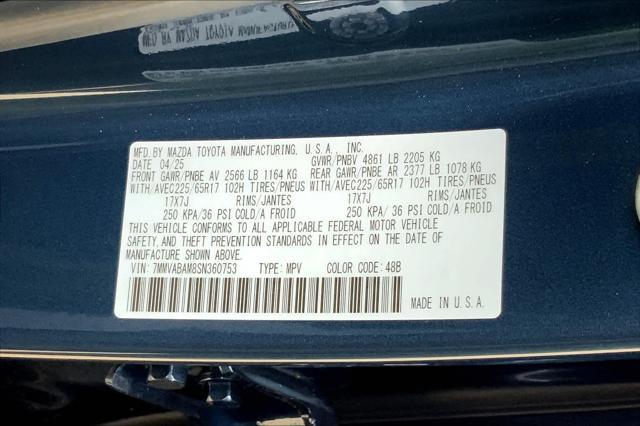 MFD. BY MAZDA TOYOTA MANUFACTURING, U.S.A., INC.
DATE 04/25 GVWR/PNBV 4861 LB 2205 KG
FRONT GAWR/PNBE AV 2566 LB 1164 KG REAR GAWR/PNBE AR 2377 LB 1078 KG
WITH/AVEC225/65R17 102H TIRES/PNEUS WITH/AVEC225/65R17 102H TIRES/PNEUS
17X7J RIMS/JANTES 17X7J RIMS/JANTES
250 KPA/36 PSI COLD/A FROID 250 KPA/36 PSI COLD/A FROID
THIS VEHICLE CONFORMS TO ALL APPLICABLE FEDERAL MOTOR VEHICLE
SAFETY, AND THEFT PREVENTION STANDARDS IN EFFECT ON THE DATE OF
MANUFACTURE SHOWN ABOVE.
VIN: 7MMVABAM8SN360753 TYPE: MPV COLOR CODE: 48B
MADE IN U.S.A.